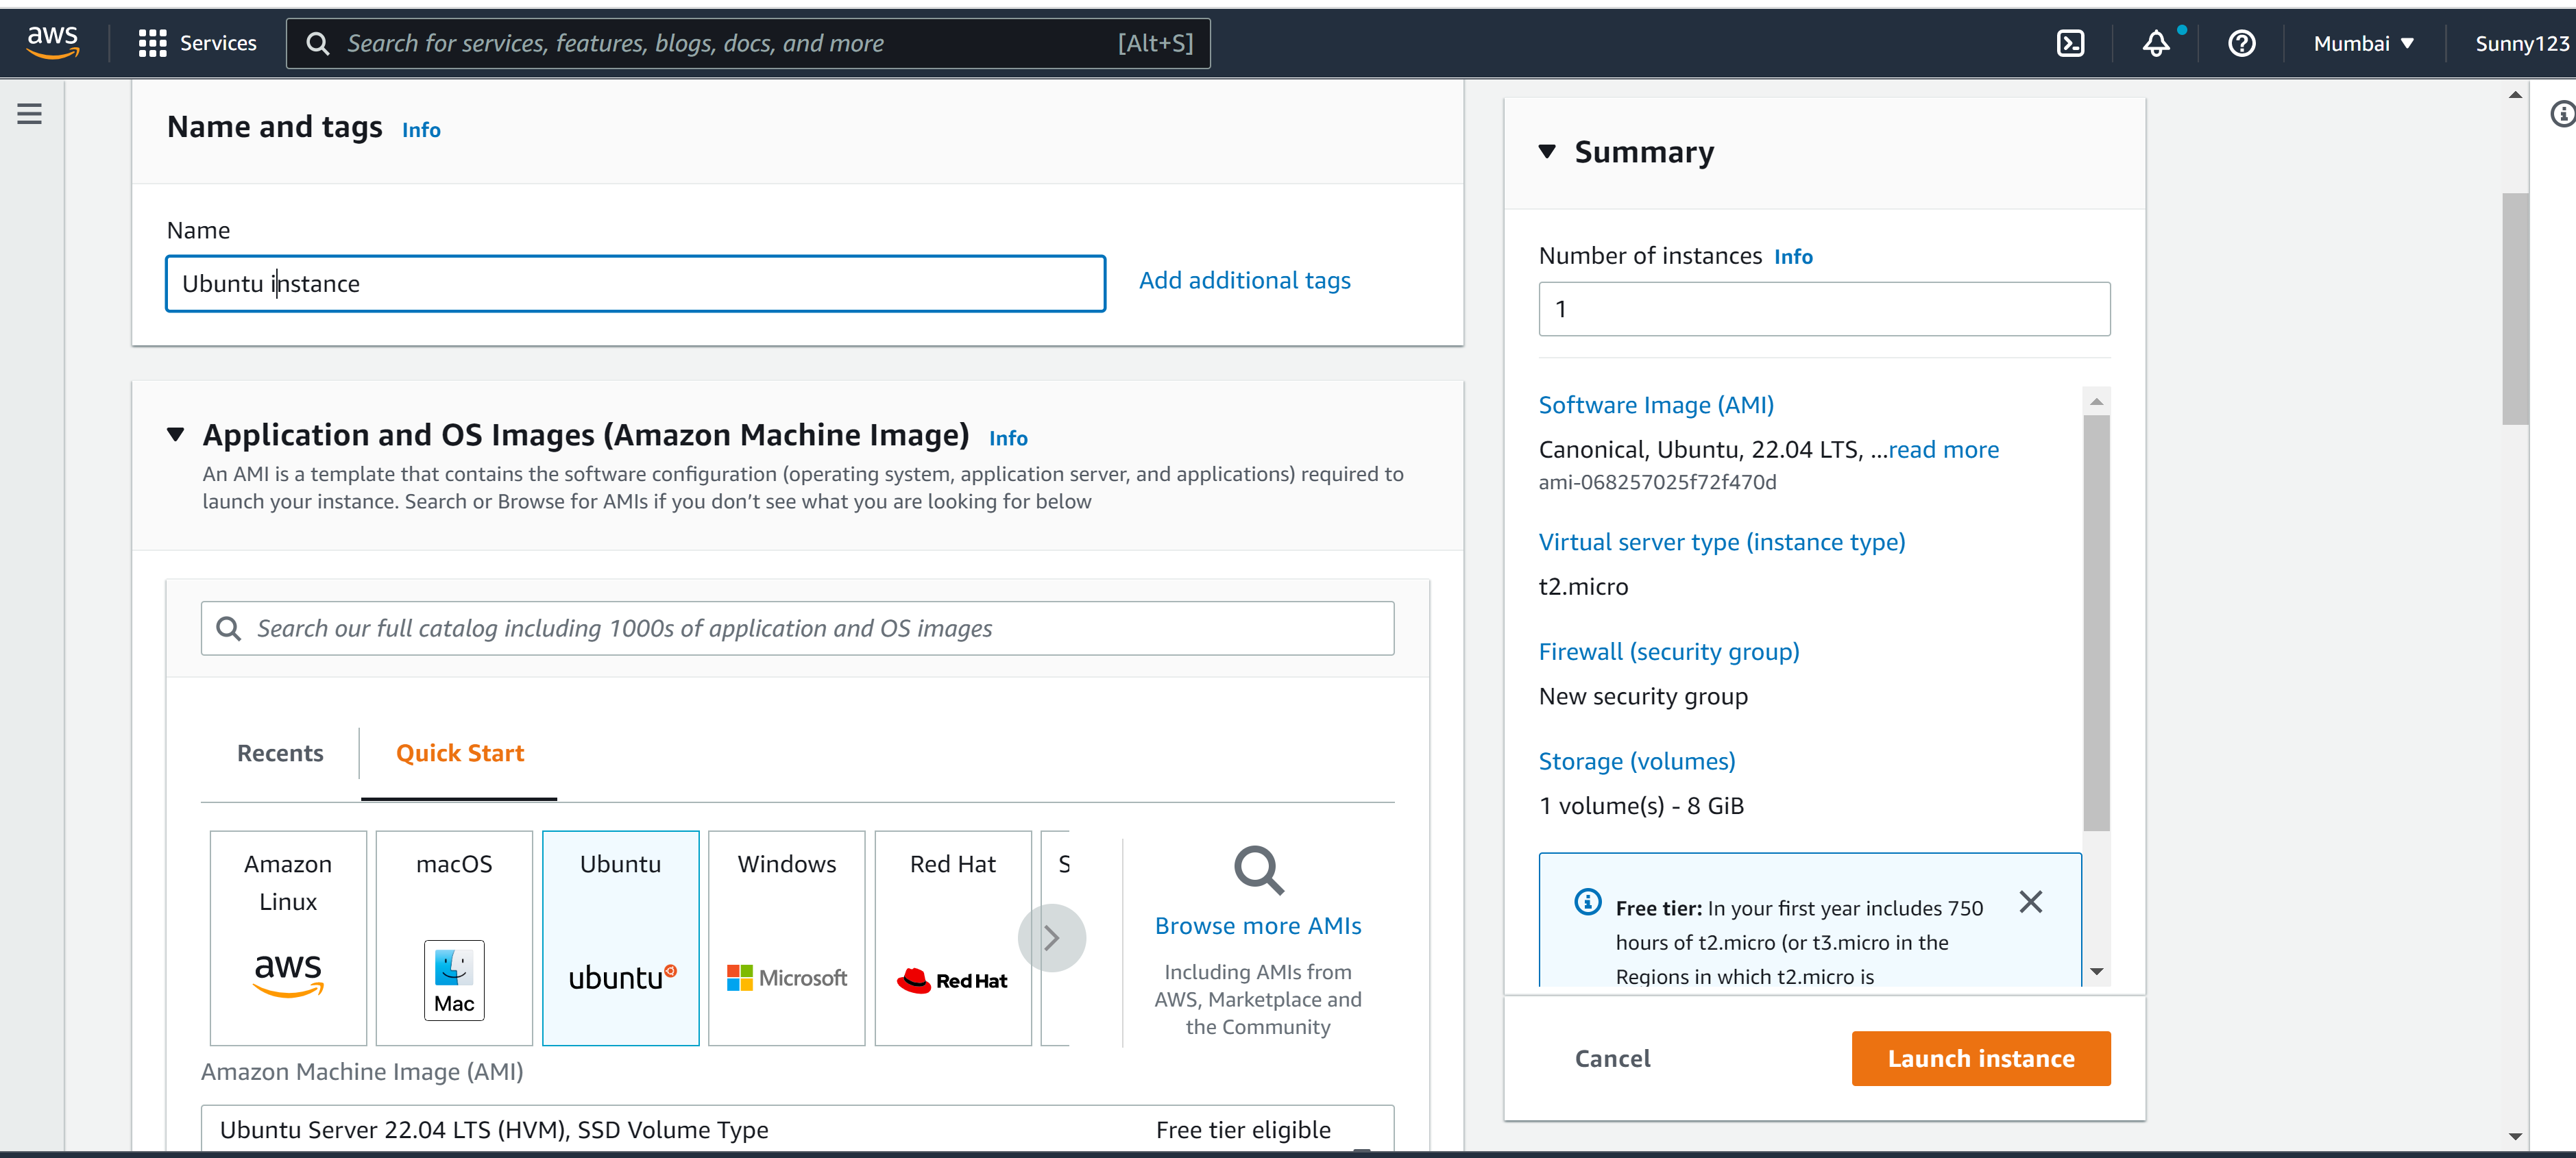 aws
Services
Search for services, features, blogs, docs, and more
[Alt+S]
Mumbai
Sunny123
Name and tags Info
Name
Ubuntu instance
Add additional tags
Application and OS Images (Amazon Machine Image) Info
An AMI is a template that contains the software configuration (operating system, application server, and applications) required to
launch your instance. Search or Browse for AMIs if you don’t see what you are looking for below
Search our full catalog including 1000s of application and OS images
Recents
Quick Start
Amazon
Linux
aws
macOS
Mac
Ubuntu
ubuntu
Windows
Microsoft
Red Hat
Red Hat
S
Browse more AMIs
Including AMIs from
AWS, Marketplace and
the Community
Amazon Machine Image (AMI)
Ubuntu Server 22.04 LTS (HVM), SSD Volume Type
Free tier eligible
Summary
Number of instances Info
1
Software Image (AMI)
Canonical, Ubuntu, 22.04 LTS, ...read more
ami-068257025f72f470d
Virtual server type (instance type)
t2.micro
Firewall (security group)
New security group
Storage (volumes)
1 volume(s) - 8 GiB
Free tier: In your first year includes 750
hours of t2.micro (or t3.micro in the
Regions in which t2.micro is
Cancel
Launch instance